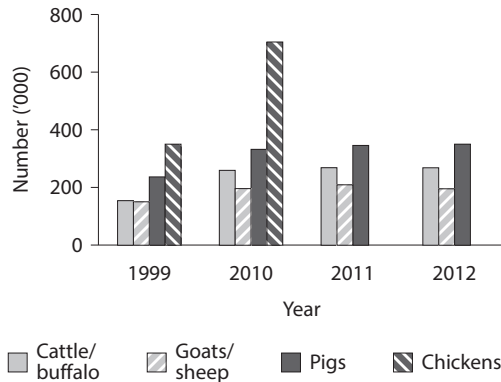 800
600
400
200
0
Number ('000)
1999
2010
2011
2012
Year
Cattle/
buffalo
Goats/
sheep
Pigs
Chickens